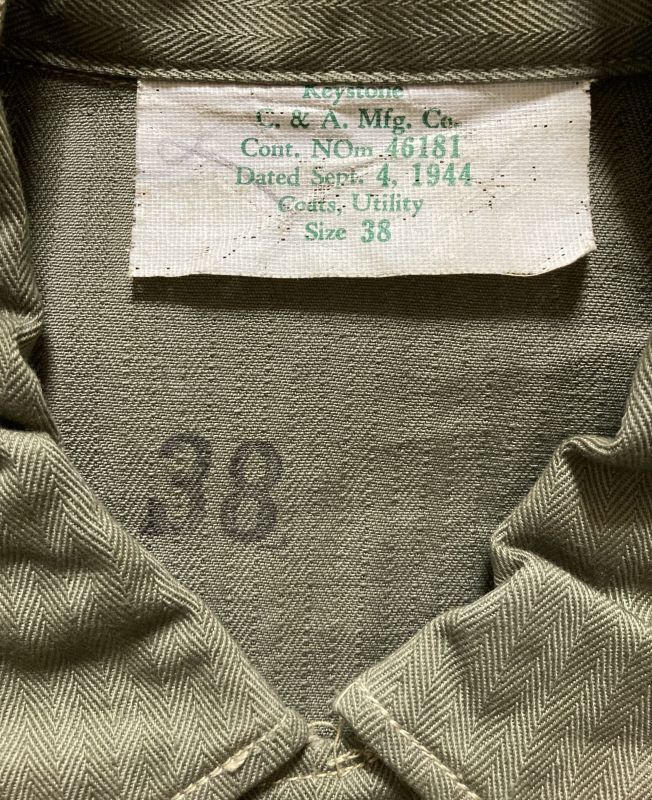 Keystone
C. & A. Mfg. Co.
Cont. NOm 46181
Dated Sept. 4, 1944
Coats, Utility
Size 38
38